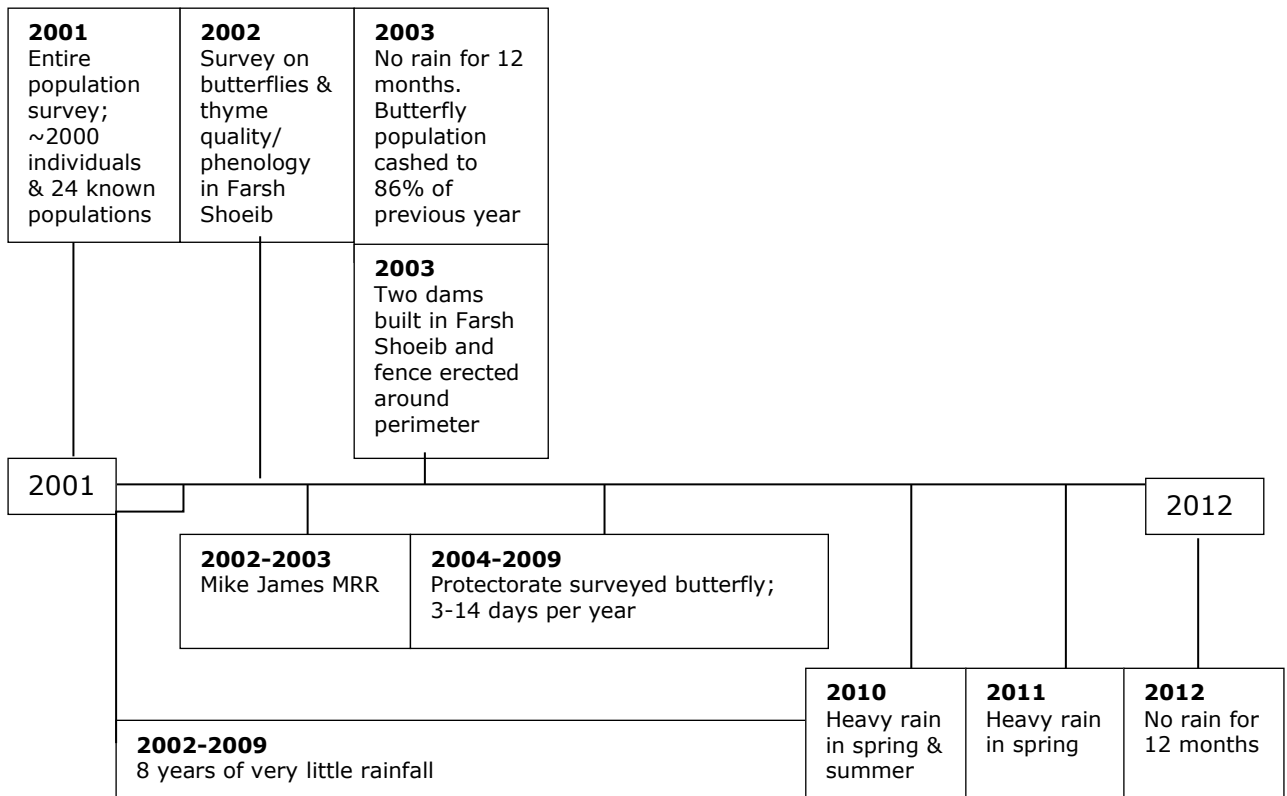 2001
Entire
population
survey;
~2000
individuals
& 24 known
populations
2002
Survey on
butterflies &
thyme
quality/
phenology
in Farsh
Shoeib
2003
No rain for 12
months.
Butterfly
population
cashed to
86% of
previous year
2003
Two dams
built in Farsh
Shoeib and
fence erected
around
perimeter
2001
2012
2002-2003
Mike James MRR
2004-2009
Protectorate surveyed butterfly;
3-14 days per year
2002-2009
8 years of very little rainfall
2010
Heavy rain
in spring &
summer
2011
Heavy rain
in spring
2012
No rain for
12 months